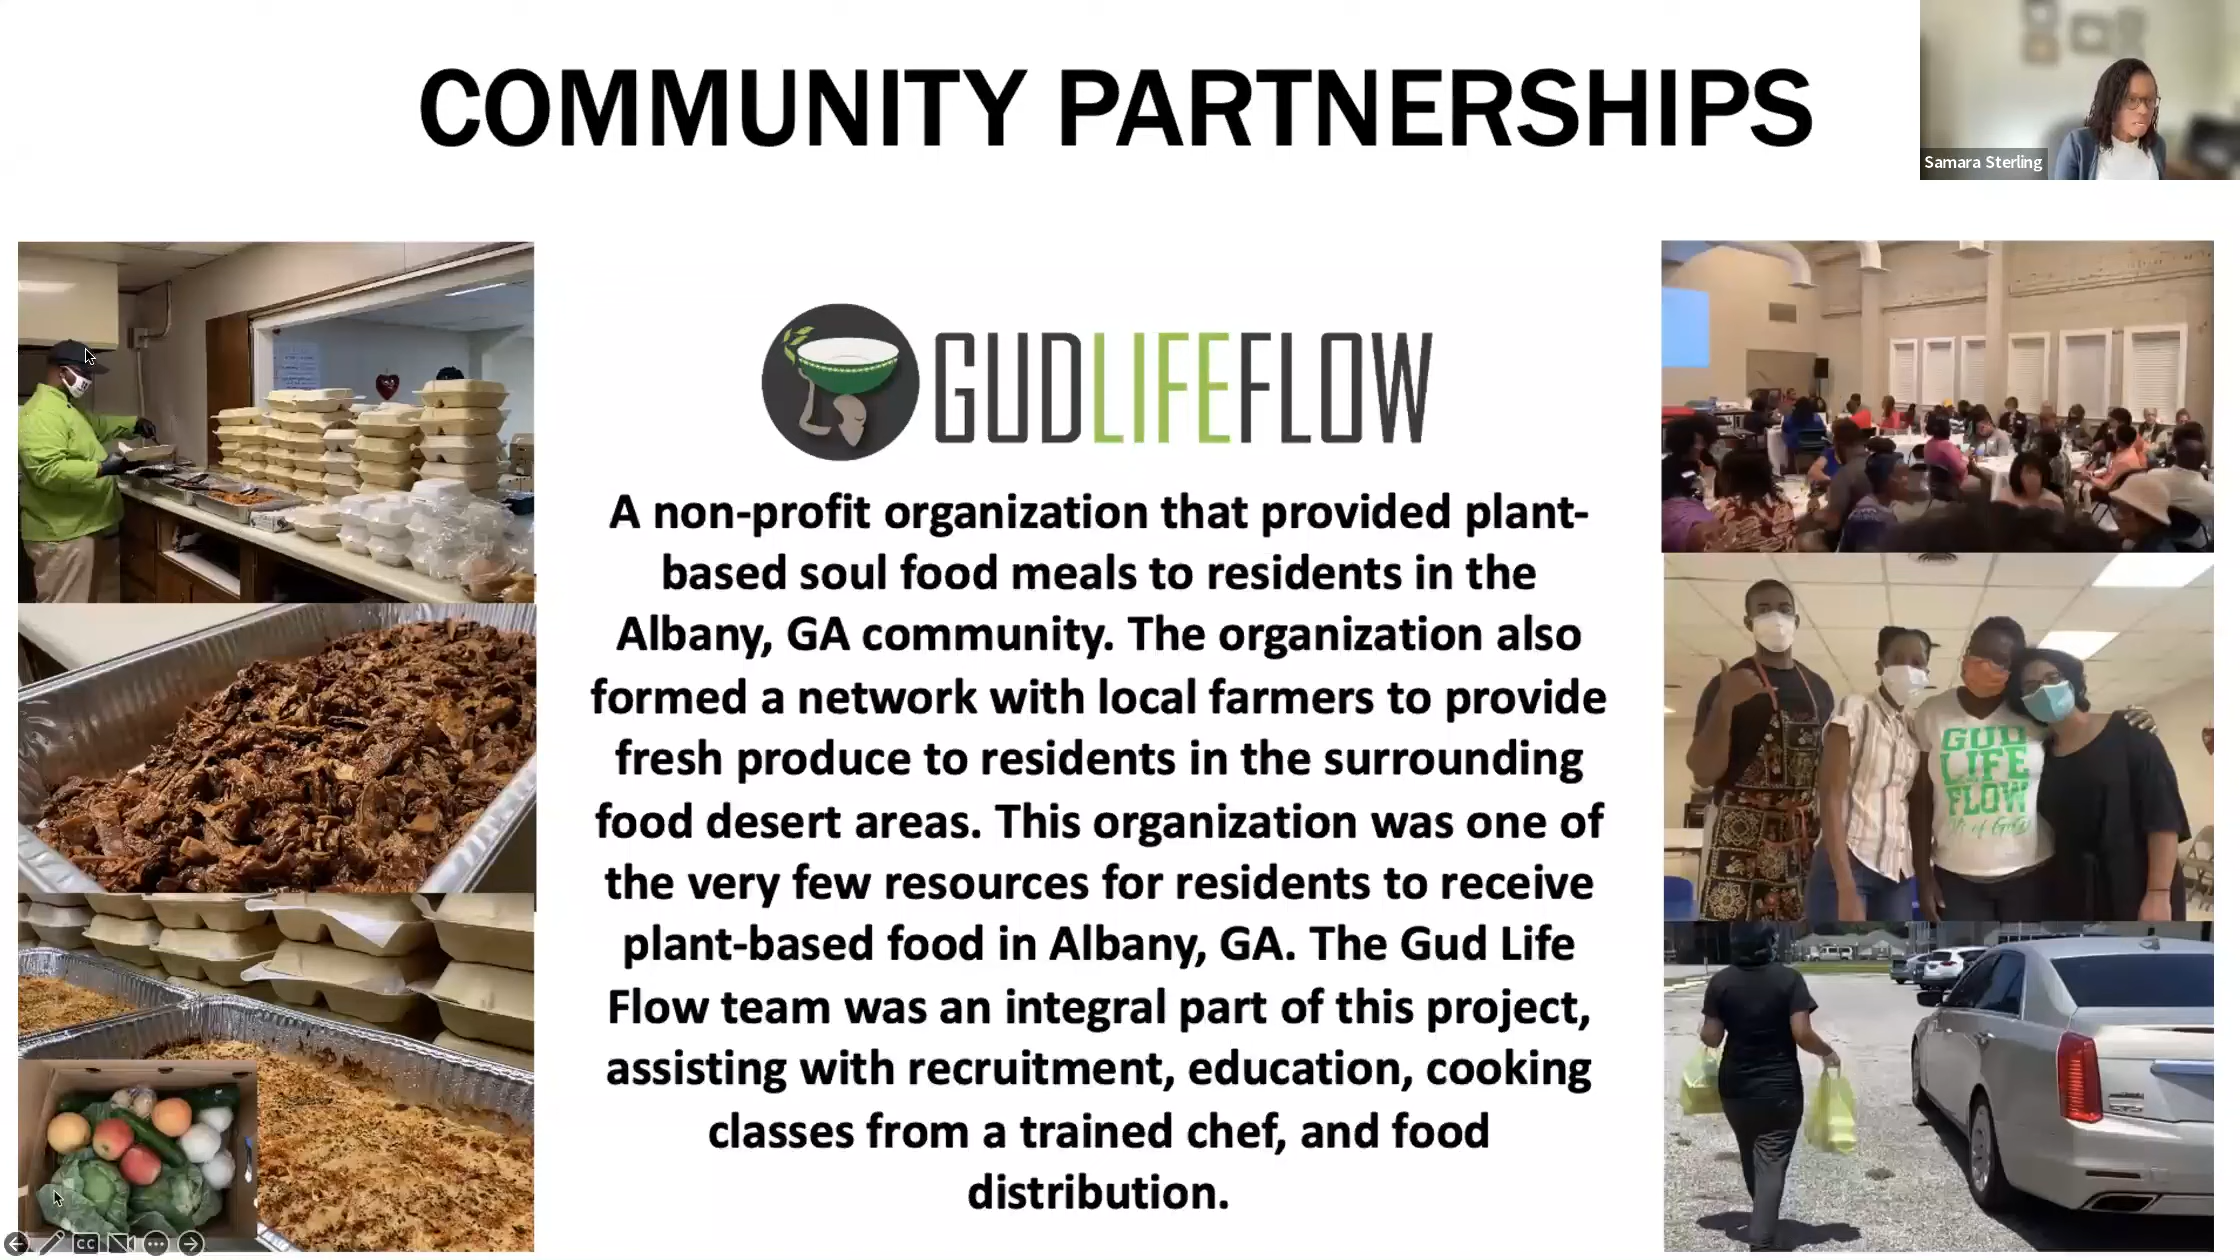 COMMUNITY PARTNERSHIPS
Samara Sterling
GUDLIFEFLOW
A non-profit organization that provided plant-
based soul food meals to residents in the
Albany, GA community. The organization also
formed a network with local farmers to provide
fresh produce to residents in the surrounding
food desert areas. This organization was one of
the very few resources for residents to receive
plant-based food in Albany, GA. The Gud Life
Flow team was an integral part of this project,
assisting with recruitment, education, cooking
classes from a trained chef, and food
distribution.
GUD
LIFE
FLOW
CC